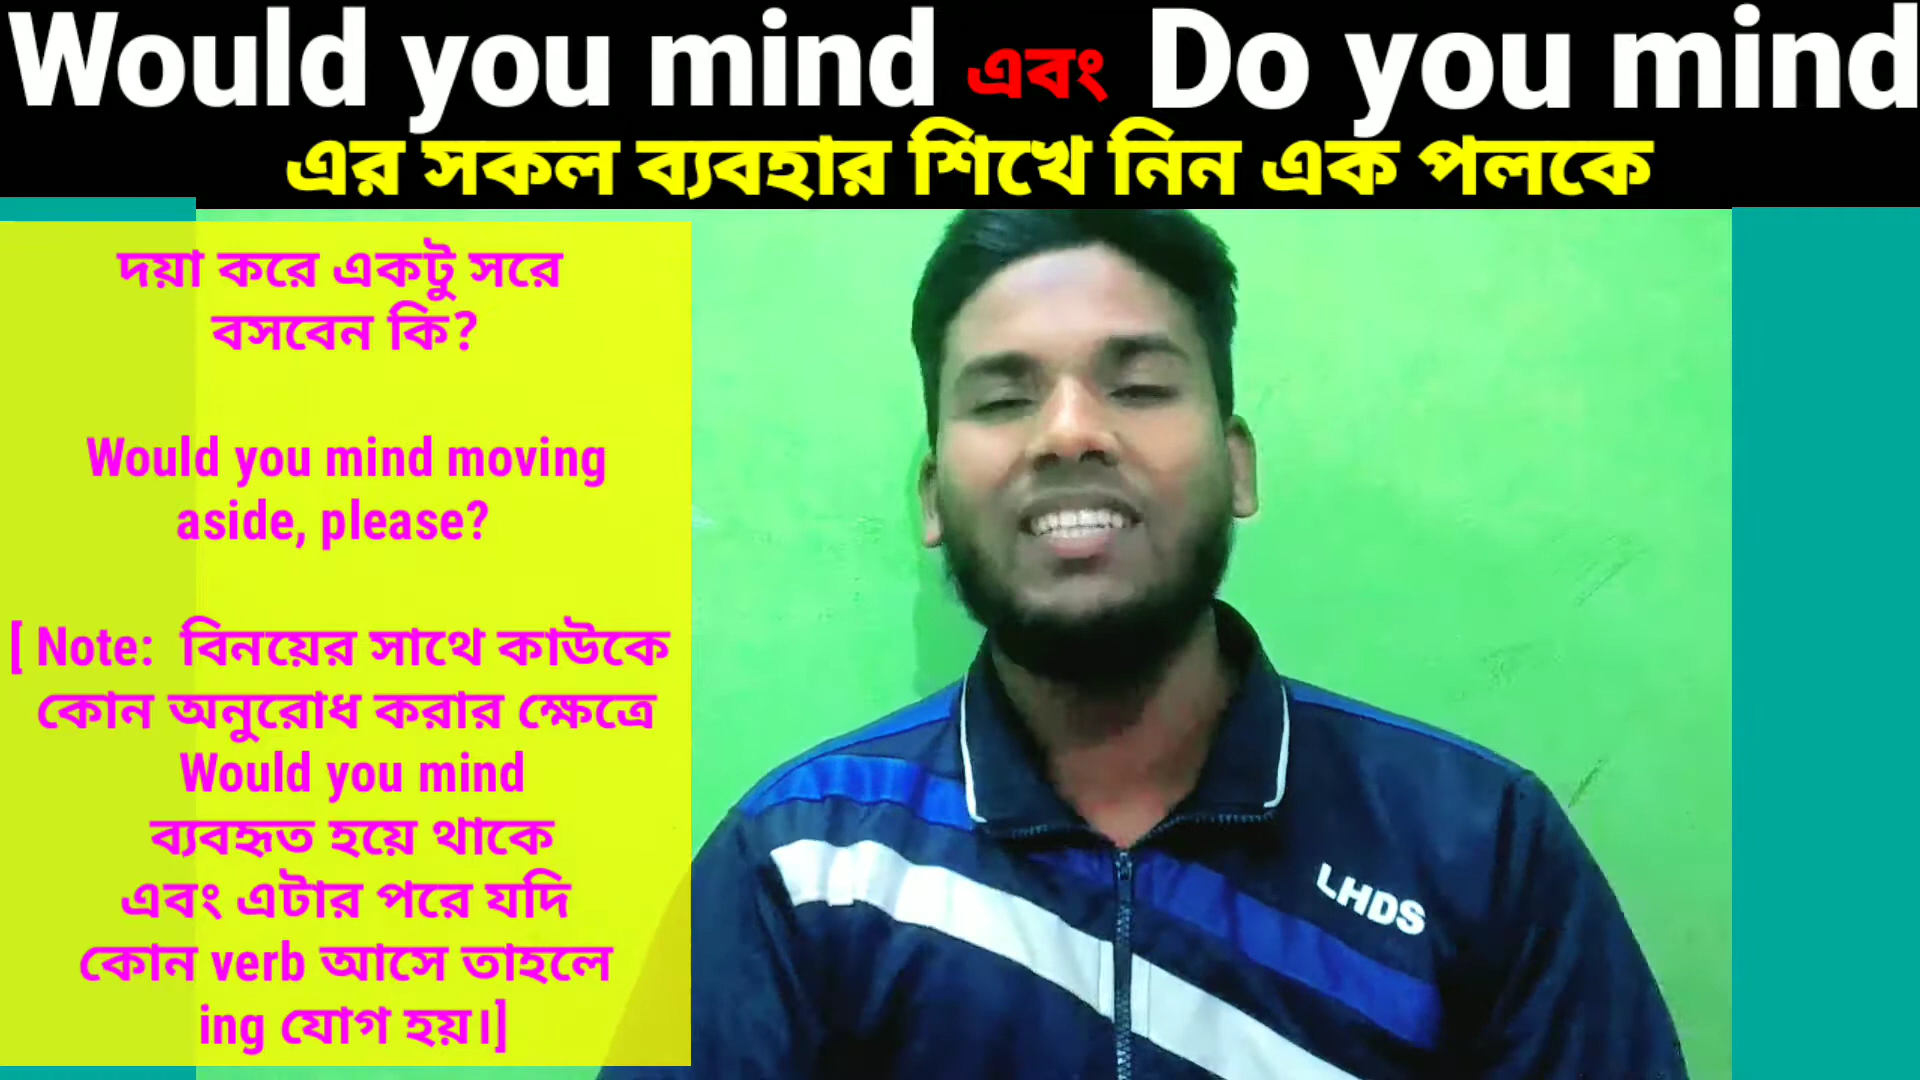 Would you mind এবং Do you mind
এর সকল ব্যবহার শিখে নিন এক পলকে
দয়া করে একটু সরে
বসবেন কি?
Would you mind moving
aside, please?
[ Note: বিনয়ের সাথে কাউকে
কোন অনুরোধ করার ক্ষেত্রে
Would you mind
ব্যবহৃত হয়ে থাকে
এবং এটার পরে যদি
কোন verb আসে তাহলে
ing যোগ হয়।]
LHDS